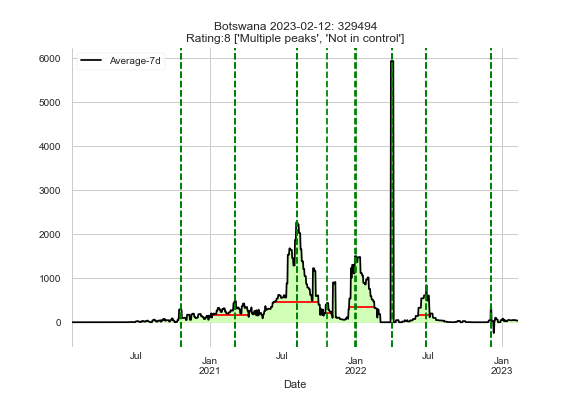 Botswana 2023-02-12: 329494
Rating:8 ['Multiple peaks', 'Not in control']
Average-7d
6000
5000
4000
3000
2000
1000
0
Jul
Jan
2021
Jul
Jan
2022
Jul
Jan
2023
Date